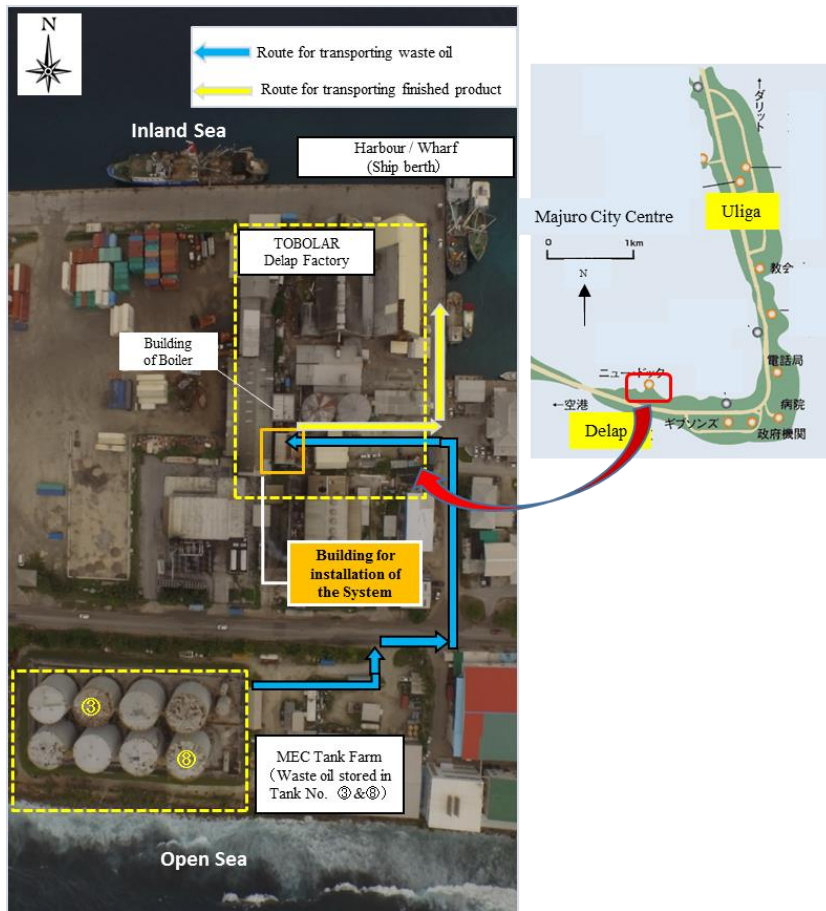 N
Route for transporting waste oil
Route for transporting finished product
Inland Sea
Harbour / Wharf
(Ship berth)
TOBOLAR
Delap Factory
Building
of Boiler
Building for
installation of
the System
③
⑧
MEC Tank Farm
(Waste oil stored in
Tank No. ③&⑧)
Open Sea
←ダリット
Majuro City Centre
Uliga
0
1km
N
教会
ニュー・ドック
電話局
←空港
病院
Delap
ギブソンズ
政府機関